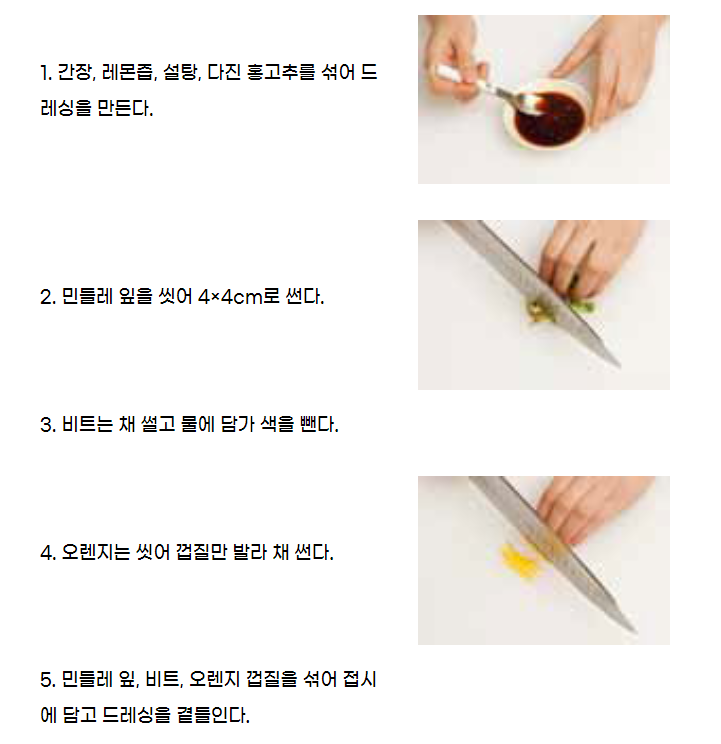 1. 간장, 레몬즙, 설탕, 다진 홍고추를 섞어 드
레싱을 만든다.
2. 민들레 잎을 씻어 4×4cm로 썬다.
3. 비트는 채 썰고 물에 담가 색을 뺀다.
4. 오렌지는 씻어 껍질만 발라 채 썬다.
5. 민들레 잎, 비트, 오렌지 껍질을 섞어 접시
에 담고 드레싱을 곁들인다.